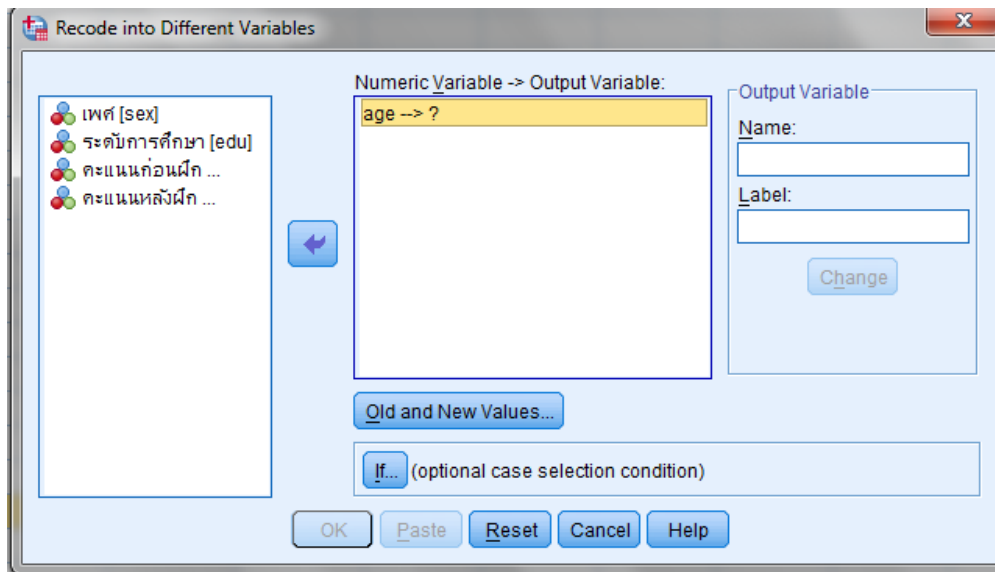 Recode into Different Variables
เพศ [sex]
ระดับการศึกษา [edu]
คะแนนก่อนฝึก ...
คะแนนหลังฝึก ...
Numeric Variable -> Output Variable:
age --> ?
Output Variable
Name:
Label:
Change
Old and New Values...
If... (optional case selection condition)
OK Paste Reset Cancel Help